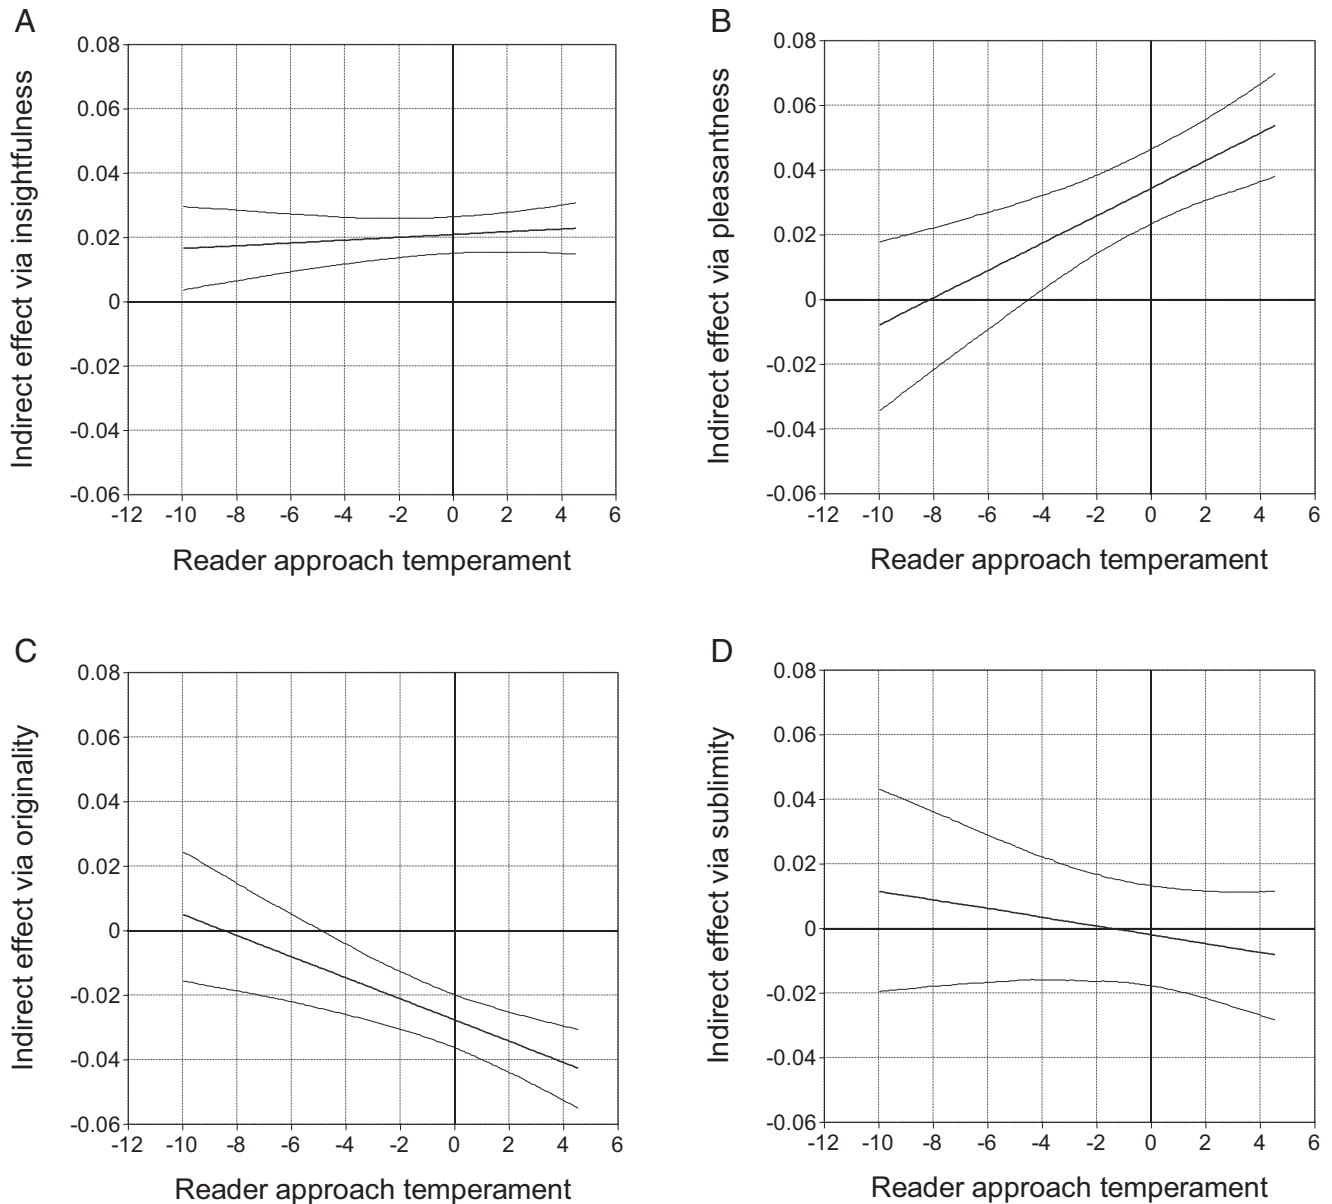 A
Indirect effect via insightfulness
0.08
0.06
0.04
0.02
0
-0.02
-0.04
-0.06
-12 -10 -8 -6 -4 -2 0 2 4 6
Reader approach temperament
B
Indirect effect via pleasantness
0.08
0.06
0.04
0.02
0
-0.02
-0.04
-0.06
-12 -10 -8 -6 -4 -2 0 2 4 6
Reader approach temperament
C
Indirect effect via originality
0.08
0.06
0.04
0.02
0
-0.02
-0.04
-0.06
-12 -10 -8 -6 -4 -2 0 2 4 6
Reader approach temperament
D
Indirect effect via sublimity
0.08
0.06
0.04
0.02
0
-0.02
-0.04
-0.06
-12 -10 -8 -6 -4 -2 0 2 4 6
Reader approach temperament